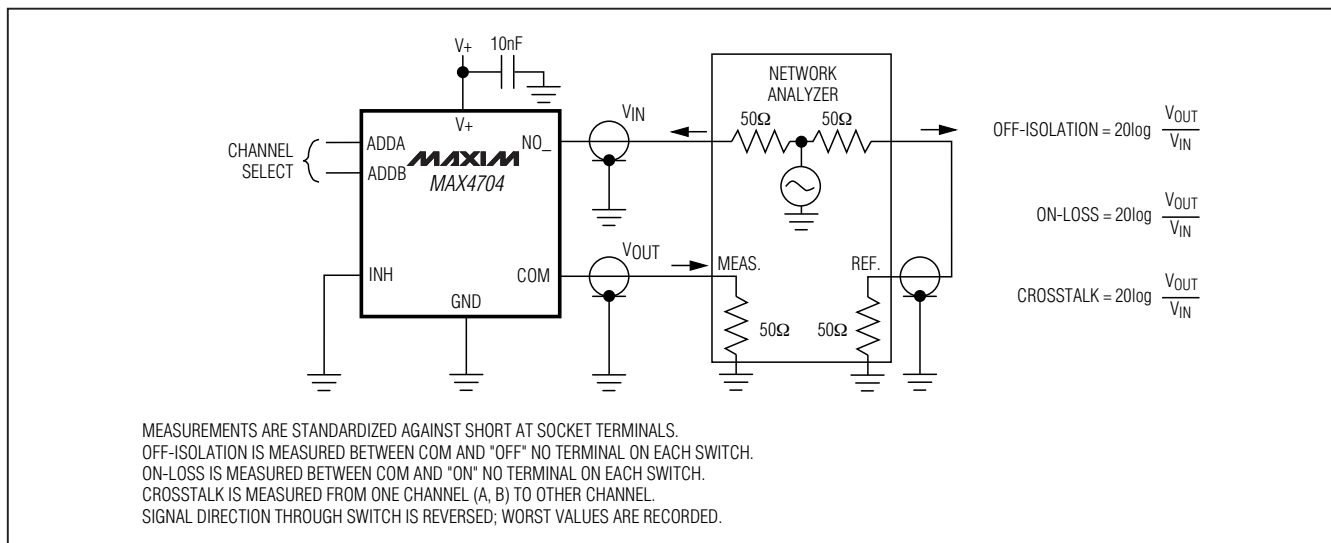 V+
10nF
V+
ADDA
ADDB
CHANNEL
SELECT
MAXIM
MAX4704
NO_
INH
COM
GND
VIN
VOUT
NETWORK
ANALYZER
50Ω
50Ω
MEAS.
REF.
50Ω
50Ω
OFF-ISOLATION = 20log VOUT
VIN
ON-LOSS = 20log VOUT
VIN
CROSSTALK = 20log VOUT
VIN
MEASUREMENTS ARE STANDARDIZED AGAINST SHORT AT SOCKET TERMINALS.
OFF-ISOLATION IS MEASURED BETWEEN COM AND "OFF" NO TERMINAL ON EACH SWITCH.
ON-LOSS IS MEASURED BETWEEN COM AND "ON" NO TERMINAL ON EACH SWITCH.
CROSSTALK IS MEASURED FROM ONE CHANNEL (A, B) TO OTHER CHANNEL.
SIGNAL DIRECTION THROUGH SWITCH IS REVERSED; WORST VALUES ARE RECORDED.